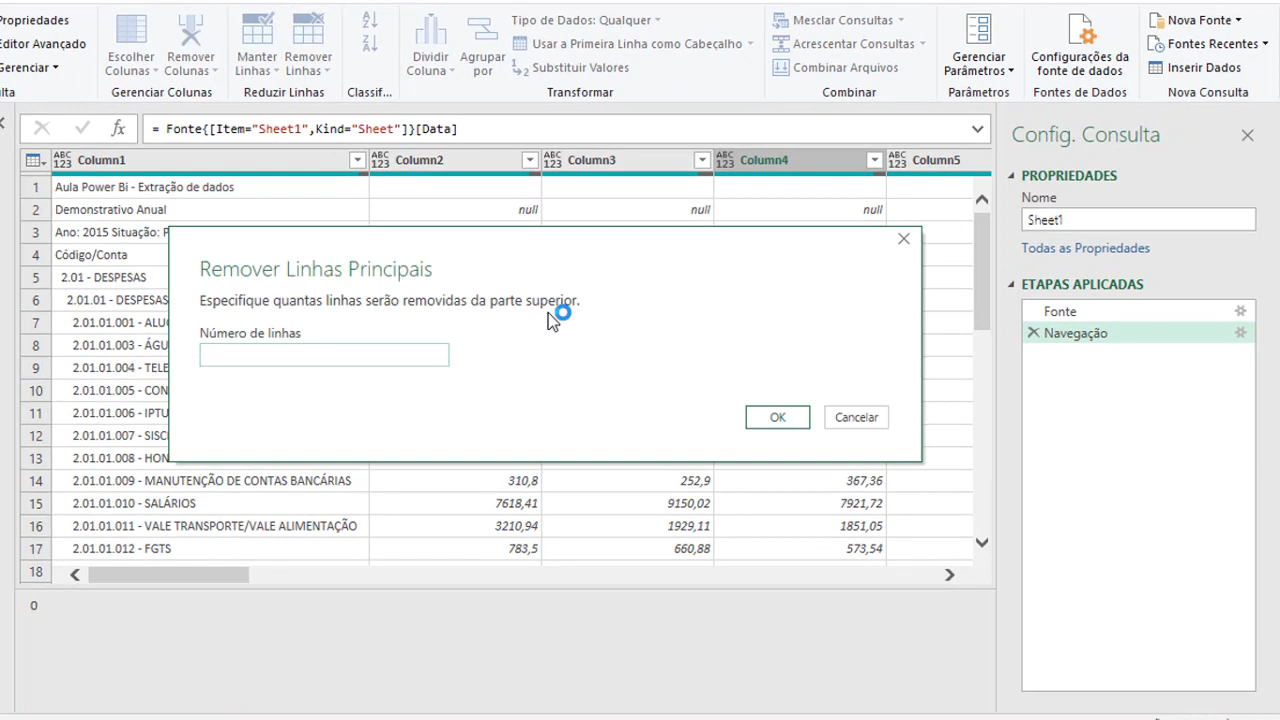 Propriedades
Editor Avançado
Gerenciar
Escolher Colunas
Remover Colunas
Gerenciar Colunas
Manter Linhas
Remover Linhas
Reduzir Linhas
Classif...
Dividir Coluna
Agrupar por
Tipo de Dados: Qualquer
Usar a Primeira Linha como Cabeçalho
Substituir Valores
Transformar
Mesclar Consultas
Acrescentar Consultas
Combinar Arquivos
Combinar
Gerenciar Parâmetros
Parâmetros
Configurações da fonte de dados
Fontes de Dados
Nova Fonte
Fontes Recentes
Inserir Dados
Nova Consulta
fx = Fonte{[Item="Sheet1",Kind="Sheet"]}[Data]
ABC 123 Column1 ABC 123 Column2 ABC 123 Column3 ABC 123 Column4 ABC 123 Column5
1 Aula Power Bi - Extração de dados
2 Demonstrativo Anual null null null
3 Ano: 2015 Situação:
4 Código/Conta
5 2.01 - DESPESAS
6 2.01.01 - DESPESAS
7 2.01.01.001 -
8 2.01.01.003 -
9 2.01.01.004 -
10 2.01.01.005 -
11 2.01.01.006 - IPTU
12 2.01.01.007 -
13 2.01.01.008 -
14 2.01.01.009 - MANUTENÇÃO DE CONTAS BANCÁRIAS 310,8 252,9 367,36
15 2.01.01.010 - SALÁRIOS 7618,41 9150,02 7921,72
16 2.01.01.011 - VALE TRANSPORTE/VALE ALIMENTAÇÃO 3210,94 1929,11 1851,05
17 2.01.01.012 - FGTS 783,5 660,88 573,54
18
0
Remover Linhas Principais
Especifique quantas linhas serão removidas da parte superior.
Número de linhas
OK
Cancelar
Config. Consulta
PROPRIEDADES
Nome
Sheet1
Todas as Propriedades
ETAPAS APLICADAS
Fonte
Navegação